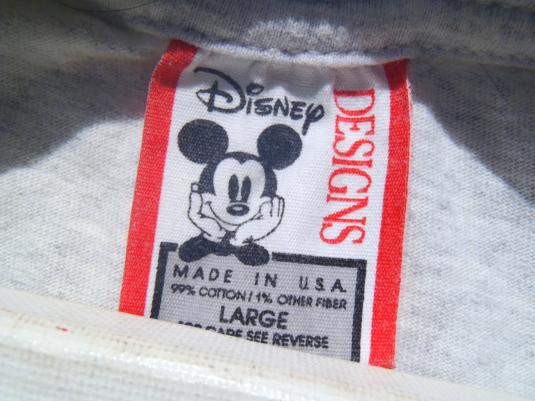 Disney
DESIGNS
MADE IN U.S.A.
99% COTTON/1% OTHER FIBER
LARGE
FOR CARE SEE REVERSE